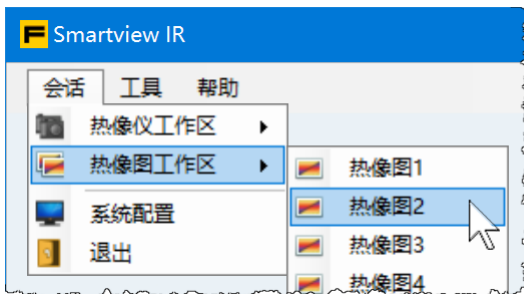 F Smartview IR
会话 工具 帮助
热像仪工作区
热像图工作区
系统配置
退出
热像图1
热像图2
热像图3
热像图4